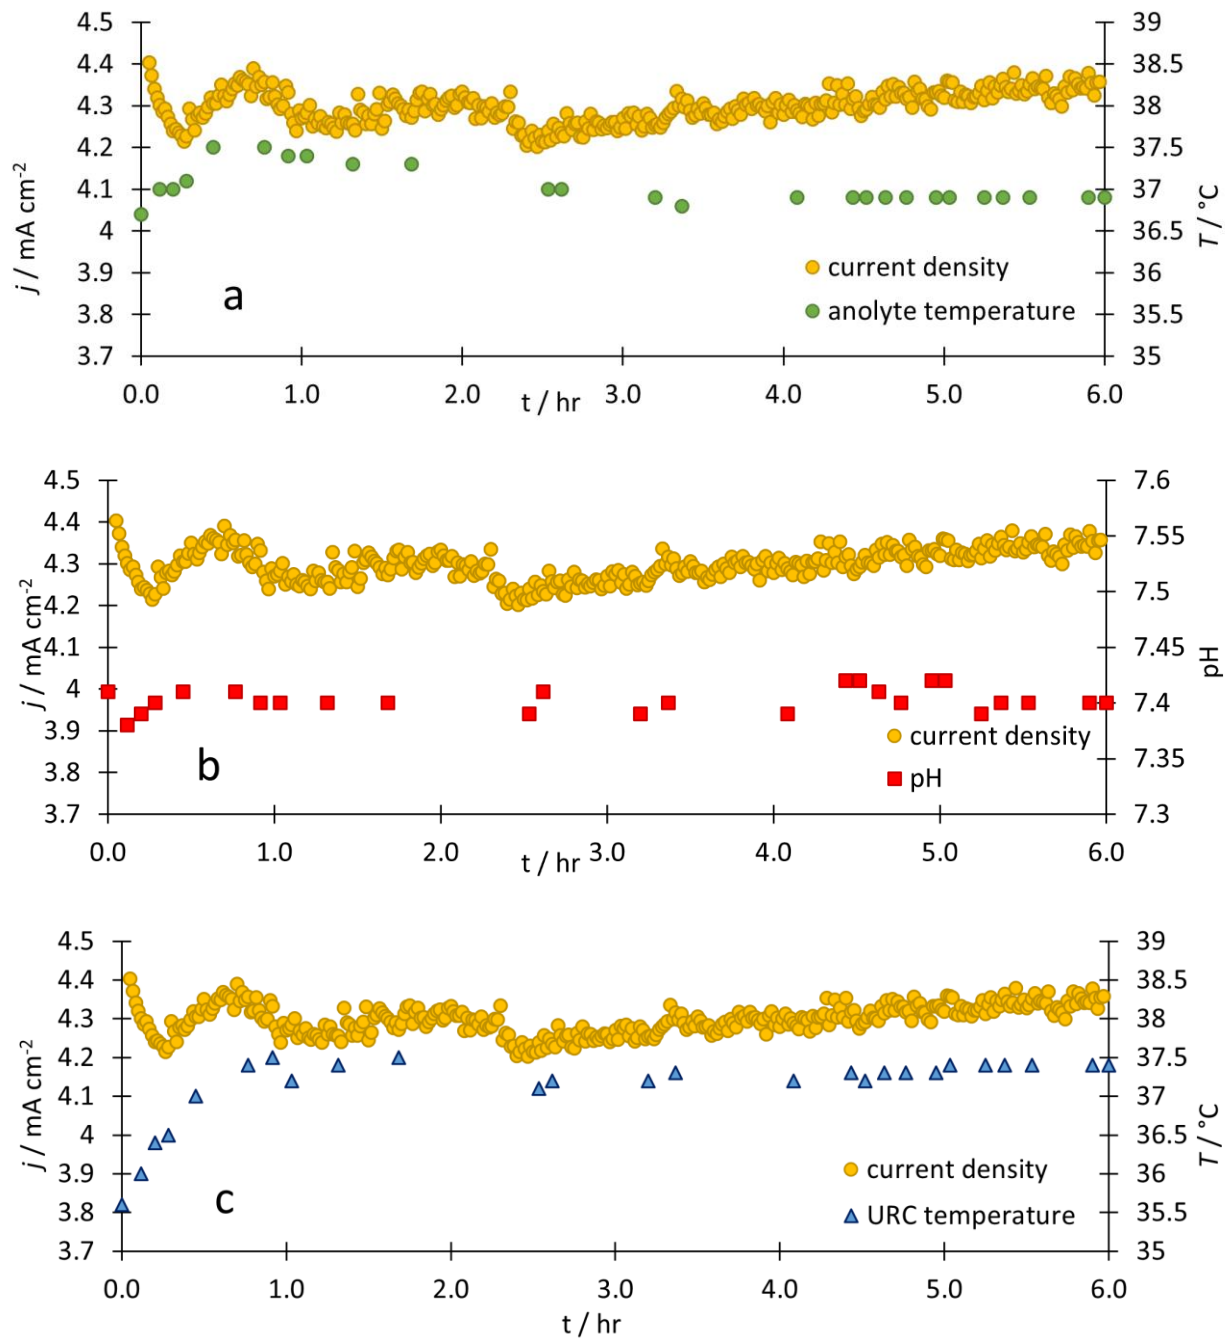 4.5 39
4.4 38.5
4.3 38
4.2 37.5
4.1 37
4 36.5
3.9 36
3.8 35.5
3.7 35
j / mA cm-2
T / °C
current density
anolyte temperature
a
0.0 1.0 2.0 3.0 4.0 5.0 6.0
t / hr
4.5 7.6
4.4 7.55
4.3
4.2 7.5
4.1 7.45
4
3.9 7.4
3.8 7.35
3.7 7.3
j / mA cm-2
pH
current density
pH
b
0.0 1.0 2.0 3.0 4.0 5.0 6.0
t / hr
4.5 39
4.4 38.5
4.3 38
4.2 37.5
4.1 37
4 36.5
3.9 36
3.8 35.5
3.7 35
j / mA cm-2
T / °C
current density
URC temperature
c
0.0 1.0 2.0 3.0 4.0 5.0 6.0
t / hr